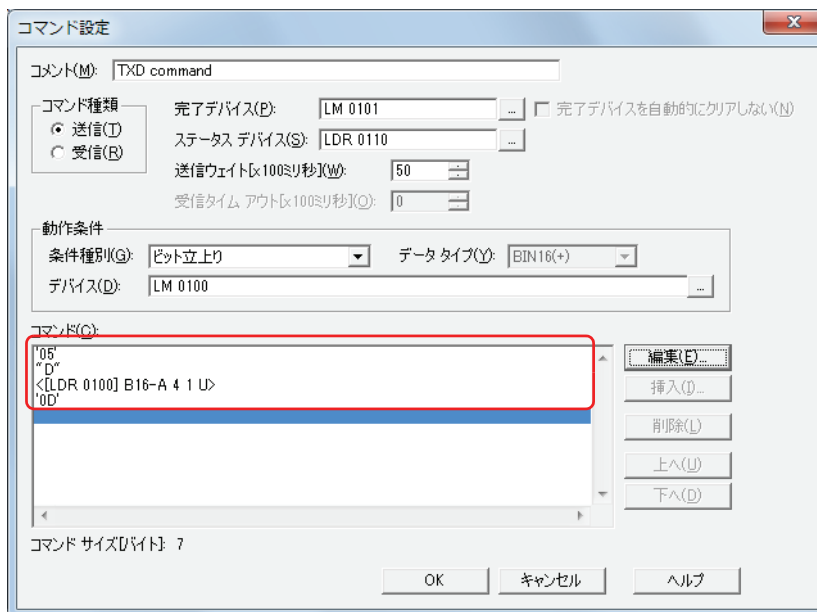 コマンド設定
コメント(M): TXD command
コマンド種類
送信(T)
受信(R)
完了デバイス(P): LM 0101 ... 完了デバイスを自動的にクリアしない(N)
ステータス デバイス(S): LDR 0110 ...
送信ウェイト[x100ミリ秒](W): 50
受信タイム アウト[x100ミリ秒](O): 0
動作条件
条件種別(G): ビット立上り データ タイプ(Y): BIN16(+)
デバイス(D): LM 0100 ...
コマンド(C):
'05'
"D"
<[LDR 0100] B16-A 4 1 U>
'0D'
編集(E)...
挿入(I)...
削除(L)
上へ(U)
下へ(D)
コマンド サイズ[バイト]: 7
OK キャンセル ヘルプ